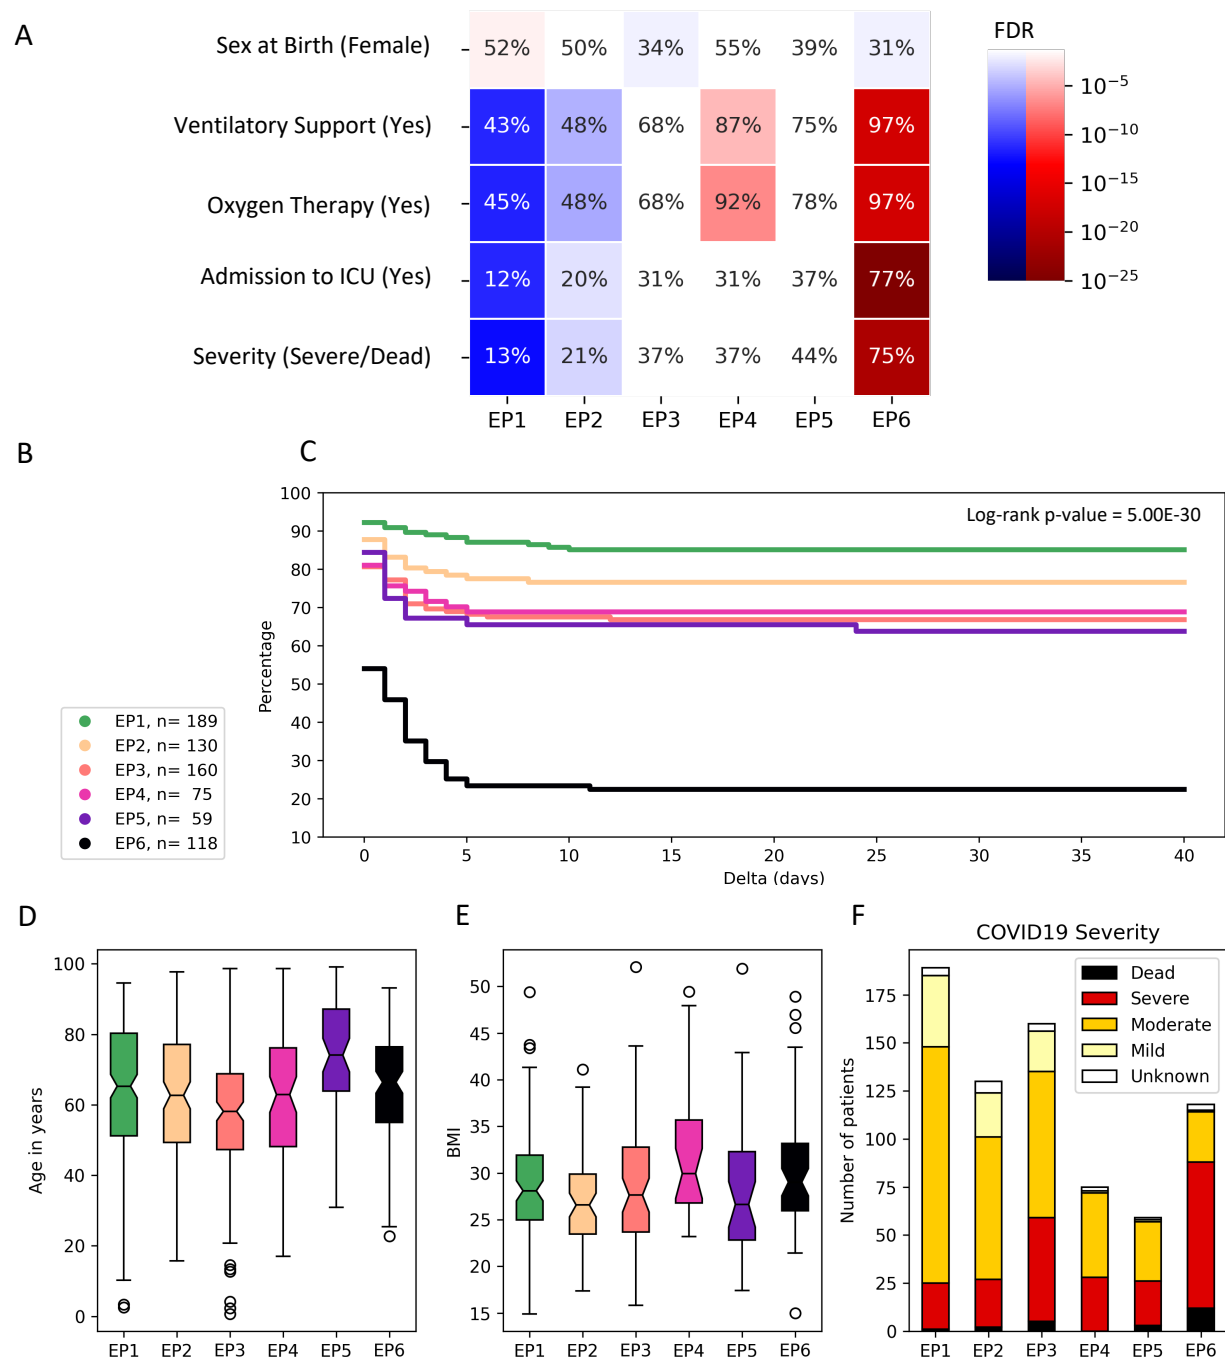 A
Sex at Birth (Female) 52% 50% 34% 55% 39% 31%
Ventilatory Support (Yes) 43% 48% 68% 87% 75% 97%
Oxygen Therapy (Yes) 45% 48% 68% 92% 78% 97%
Admission to ICU (Yes) 12% 20% 31% 31% 37% 77%
Severity (Severe/Dead) 13% 21% 37% 37% 44% 75%
EP1 EP2 EP3 EP4 EP5 EP6
FDR
10^-5
10^-10
10^-15
10^-20
10^-25
B
EP1, n= 189
EP2, n= 130
EP3, n= 160
EP4, n= 75
EP5, n= 59
EP6, n= 118
C
Log-rank p-value = 5.00E-30
Percentage
100
90
80
70
60
50
40
30
20
10
0 5 10 15 20 25 30 35 40
Delta (days)
D
Age in years
100
80
60
40
20
0
EP1 EP2 EP3 EP4 EP5 EP6
E
BMI
50
45
40
35
30
25
20
15
EP1 EP2 EP3 EP4 EP5 EP6
F
COVID19 Severity
Dead
Severe
Moderate
Mild
Unknown
Number of patients
175
150
125
100
75
50
25
0
EP1 EP2 EP3 EP4 EP5 EP6